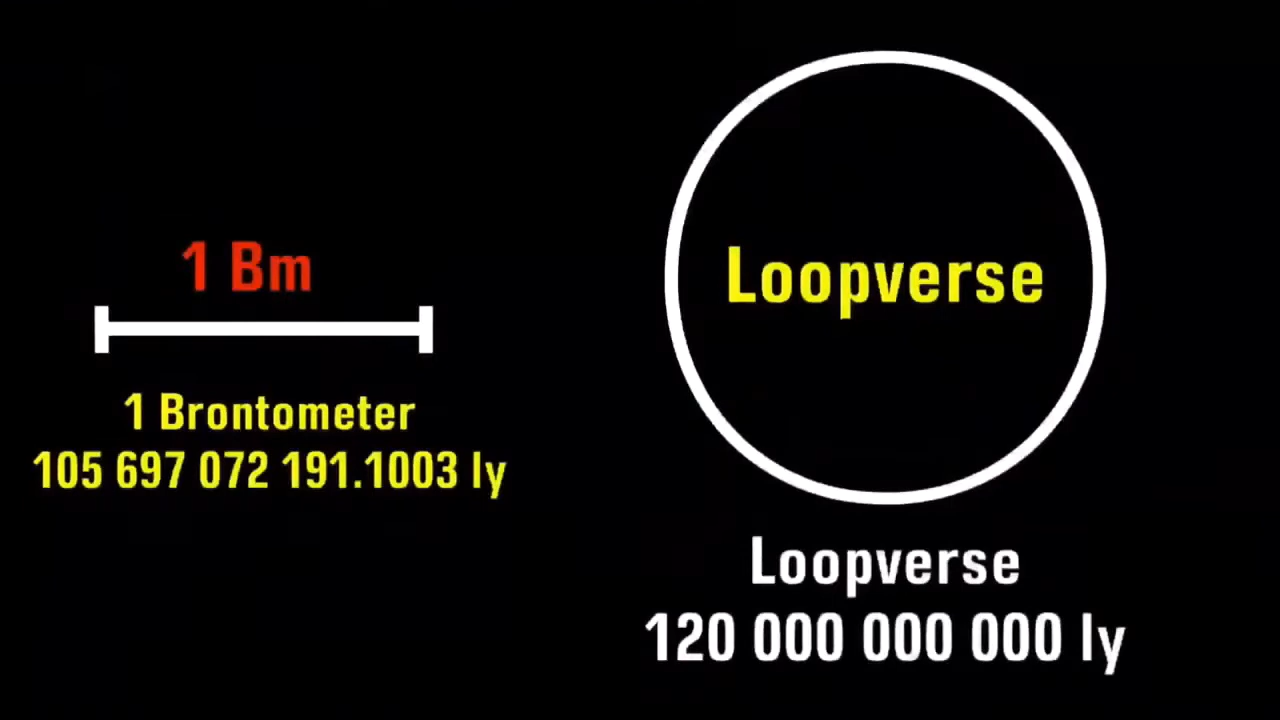 1 Bm
1 Brontometer
105 697 072 191.1003 ly
Loopverse
Loopverse
120 000 000 000 ly